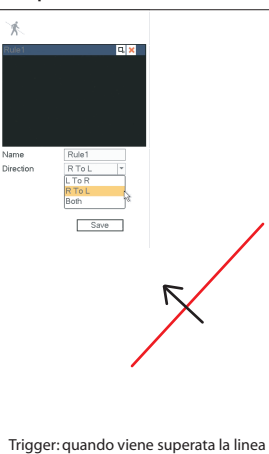 Rule1
Name Rule1
Direction R To L
L To R
R To L
Both
Save
Trigger: quando viene superata la linea